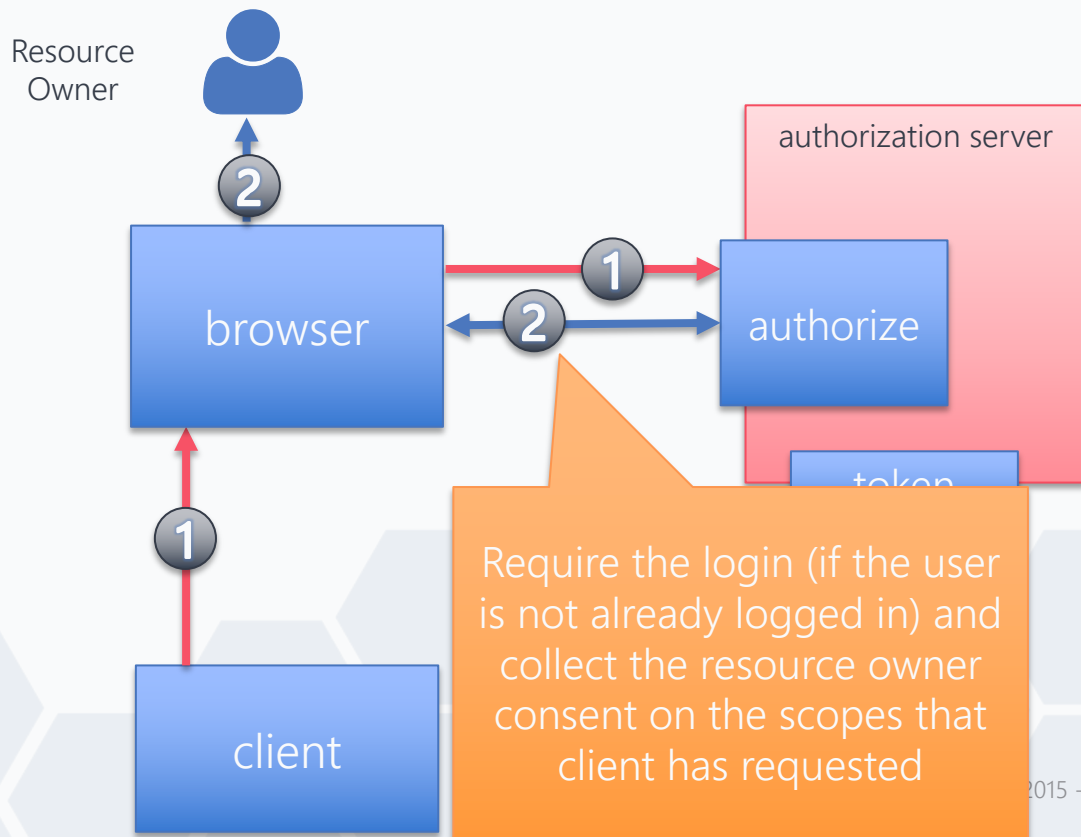 Resource
Owner
authorization server
2
1
browser
2
authorize
token
1
Require the login (if the user
is not already logged in) and
collect the resource owner
consent on the scopes that
client has requested
client
2015 -